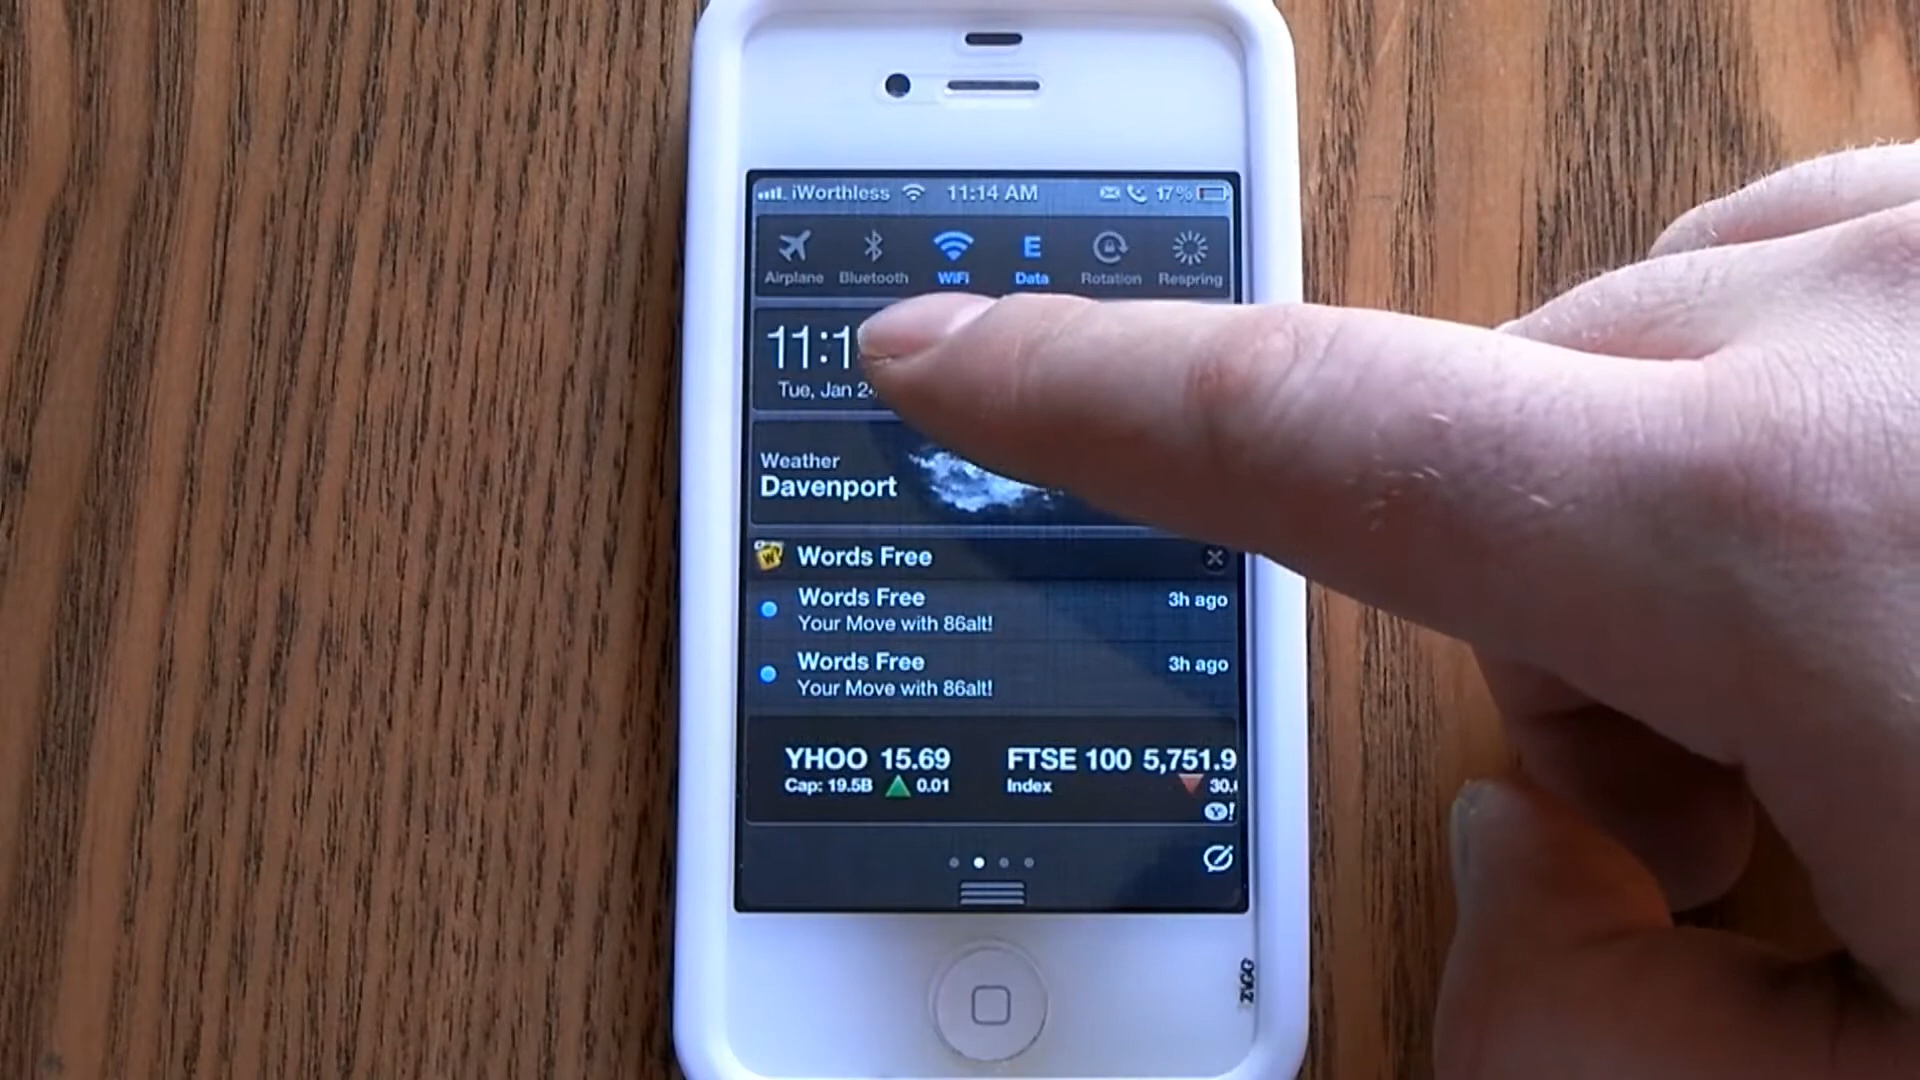 iWorthless 11:14 AM 17%
Airplane Bluetooth WiFi E Data Rotation Respring
11:1
Tue, Jan 24
Weather
Davenport
Words Free
Words Free 3h ago
Your Move with 86alt!
Words Free 3h ago
Your Move with 86alt!
YHOO 15.69 FTSE 100 5,751.9
Cap: 19.5B 0.01 Index 30.
Y!
ZAGG